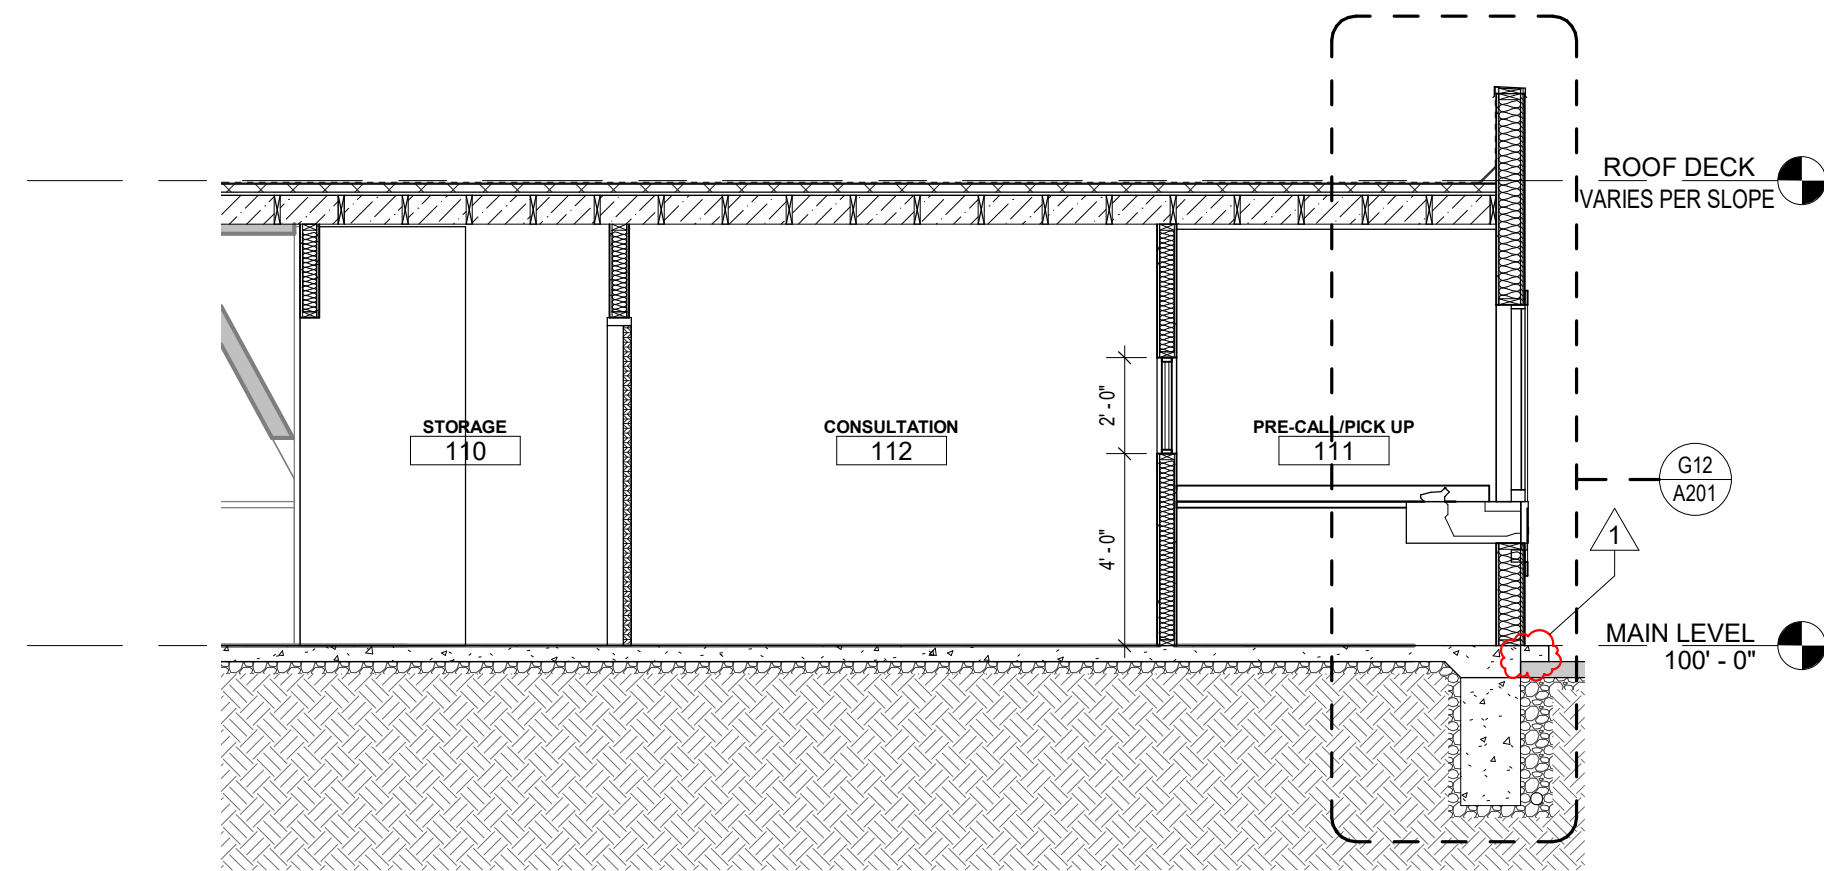 ROOF DECK
VARIES PER SLOPE
2' - 0"
STORAGE
110
CONSULTATION
112
PRE-CALL/PICK UP
111
G12
A201
4' - 0"
1
MAIN LEVEL
100' - 0"